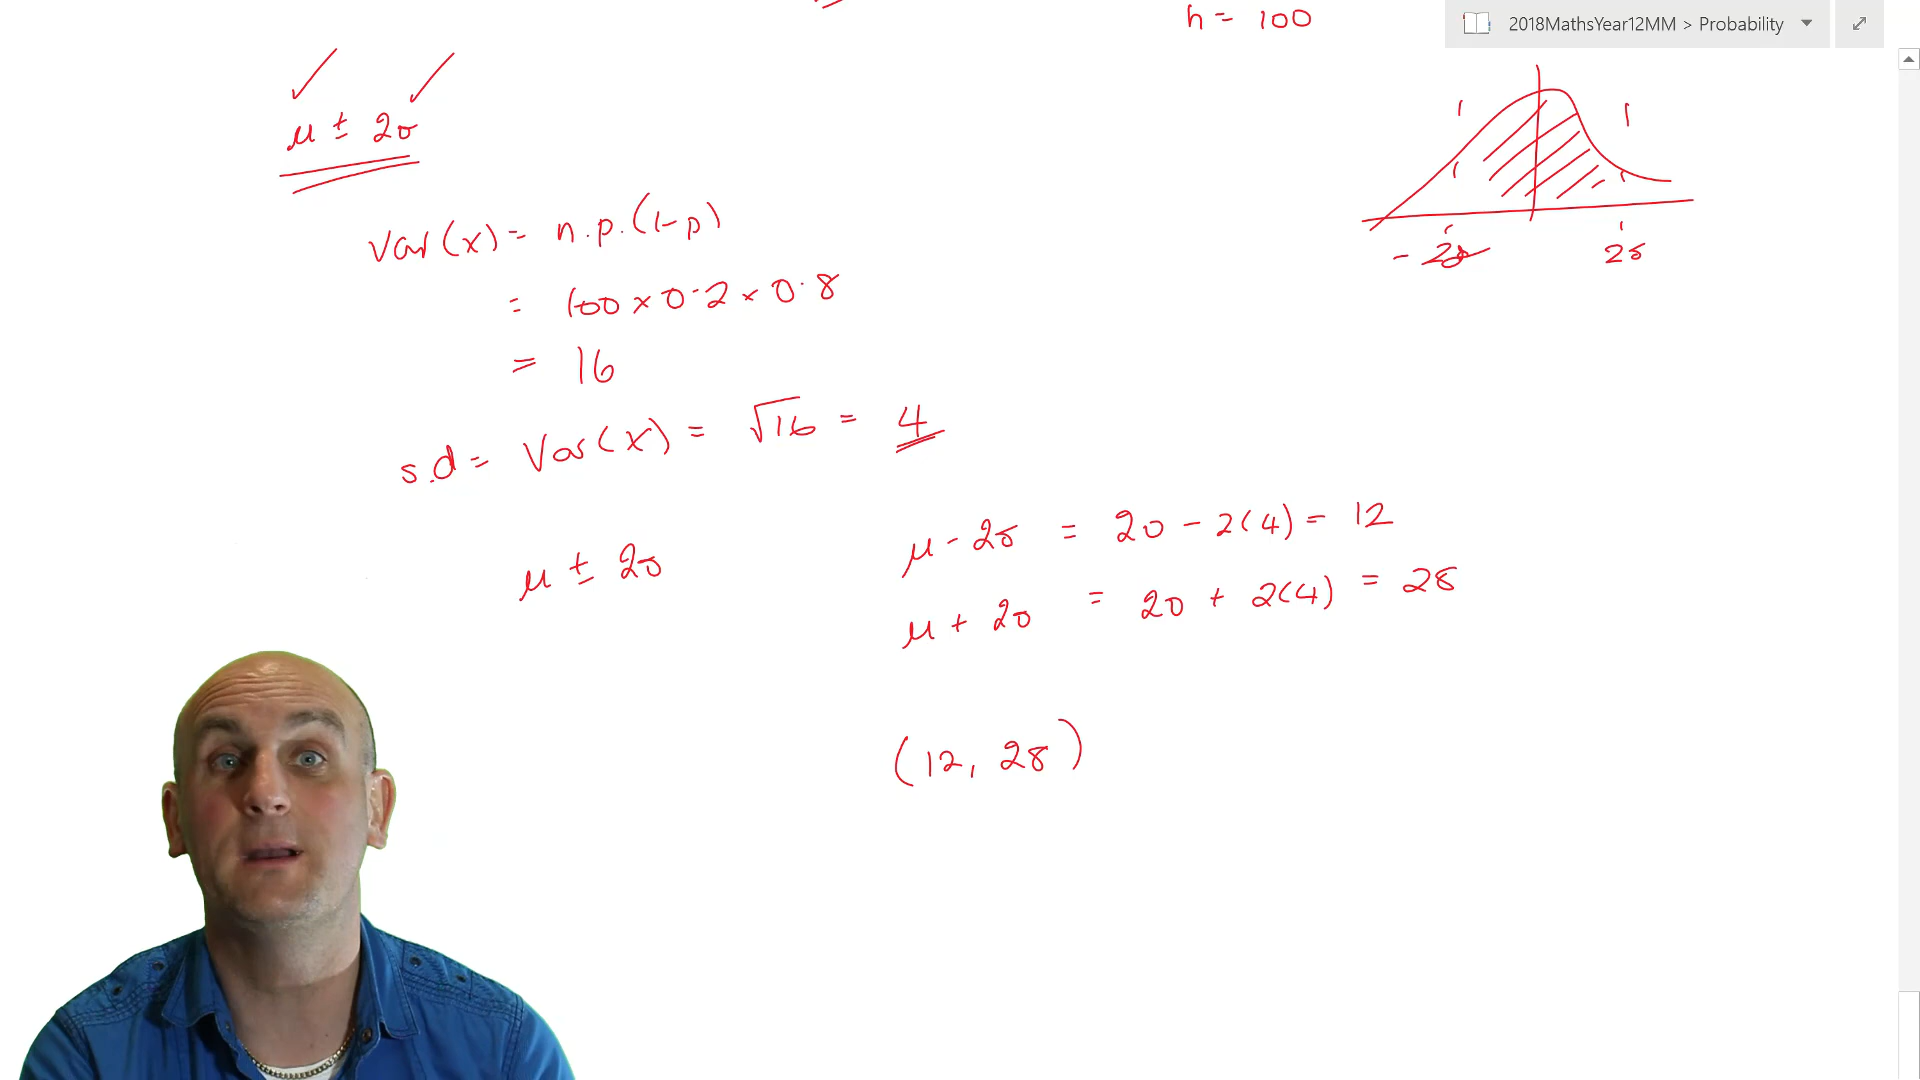 n = 100
2018MathsYear12MM > Probability
μ ± 2σ
- 2σ
2σ
Var(x) = n.p.(1-p)
= 100 x 0.2 x 0.8
= 16
s.d = Var(x) = √16 = 4
μ ± 2σ
μ - 2σ = 20 - 2(4) = 12
μ + 2σ = 20 + 2(4) = 28
(12, 28)